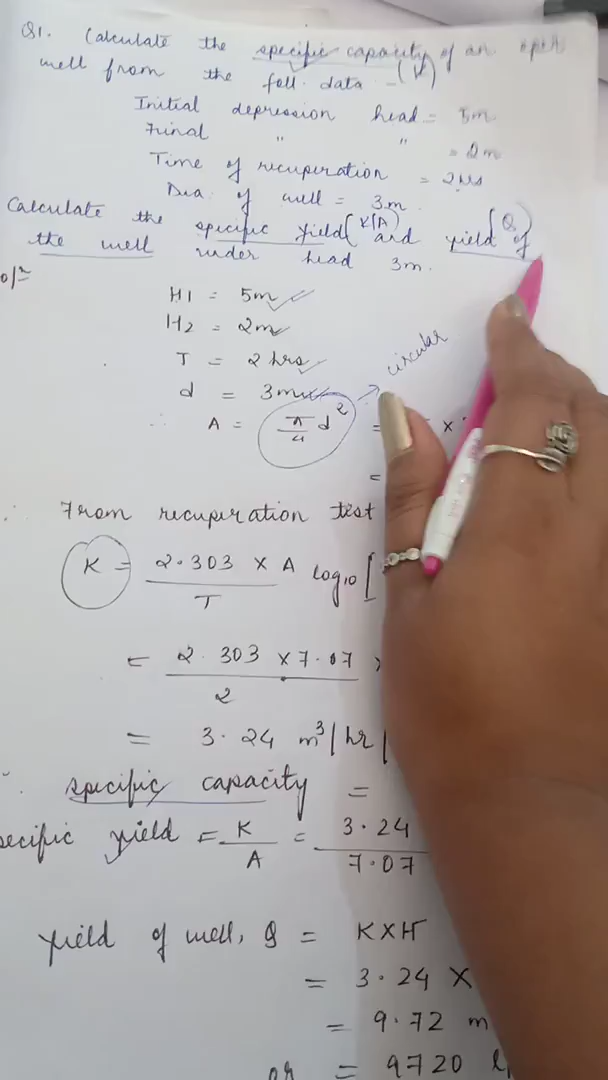 Q1. Calculate the specific capacity of an open
well from the foll. data - (K)
Initial depression head = 5m
Final " " = 2m
Time of recuperation = 2 hrs
Dia. of well = 3m.
Calculate the specific yield (K/A) and yield (Q) of
the well under head 3m.
H1 = 5m
H2 = 2m
T = 2 hrs
d = 3m
∴ A = π/4 d² = × circular
=
∴ From recuperation test
K = 2.303 × A / T log10 [
= 2.303 × 7.07 / 2
= 3.24 m³/hr/
∴ specific capacity =
specific yield = K/A = 3.24 / 7.07
yield of well, Q = K×H
= 3.24 ×
= 9.72 m
or = 9720 l